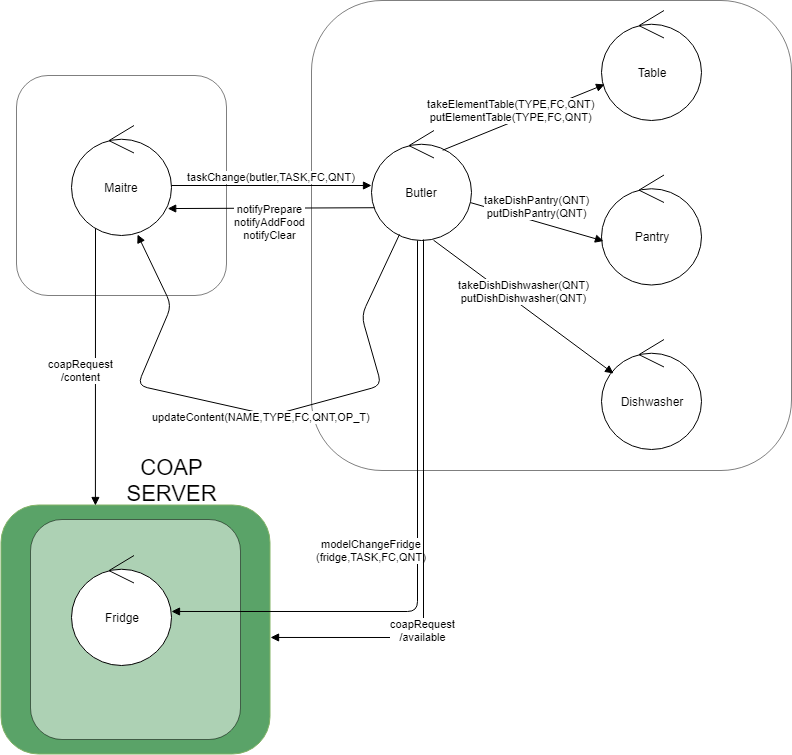 Table
takeElementTable(TYPE,FC,QNT)
putElementTable(TYPE,FC,QNT)
Maitre
taskChange(butler,TASK,FC,QNT)
Butler
takeDishPantry(QNT)
putDishPantry(QNT)
notifyPrepare
notifyAddFood
notifyClear
Pantry
takeDishDishwasher(QNT)
putDishDishwasher(QNT)
coapRequest
/content
Dishwasher
updateContent(NAME,TYPE,FC,QNT,OP_T)
COAP
SERVER
modelChangeFridge
(fridge,TASK,FC,QNT)
Fridge
coapRequest
/available